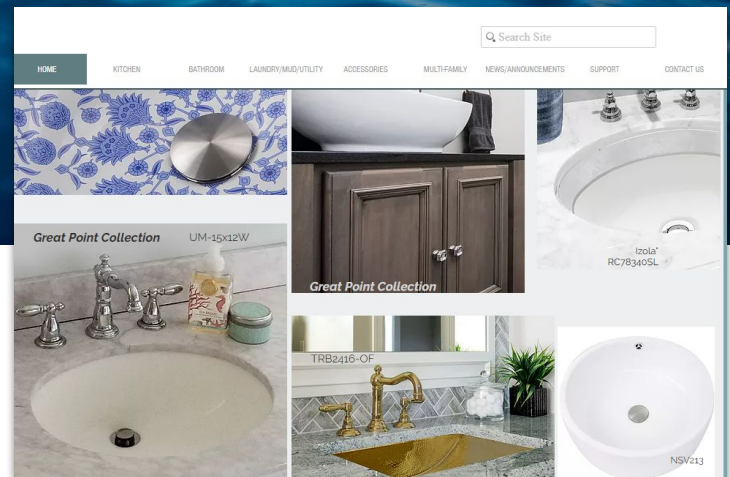 Search Site
HOME KITCHEN BATHROOM LAUNDRY/MUD/UTILITY ACCESSORIES MULTI-FAMILY NEWS/ANNOUNCEMENTS SUPPORT CONTACT US
Great Point Collection UM-15x12W
Great Point Collection
Izola"
RC78340SL
TRB2416-OF
NSV213